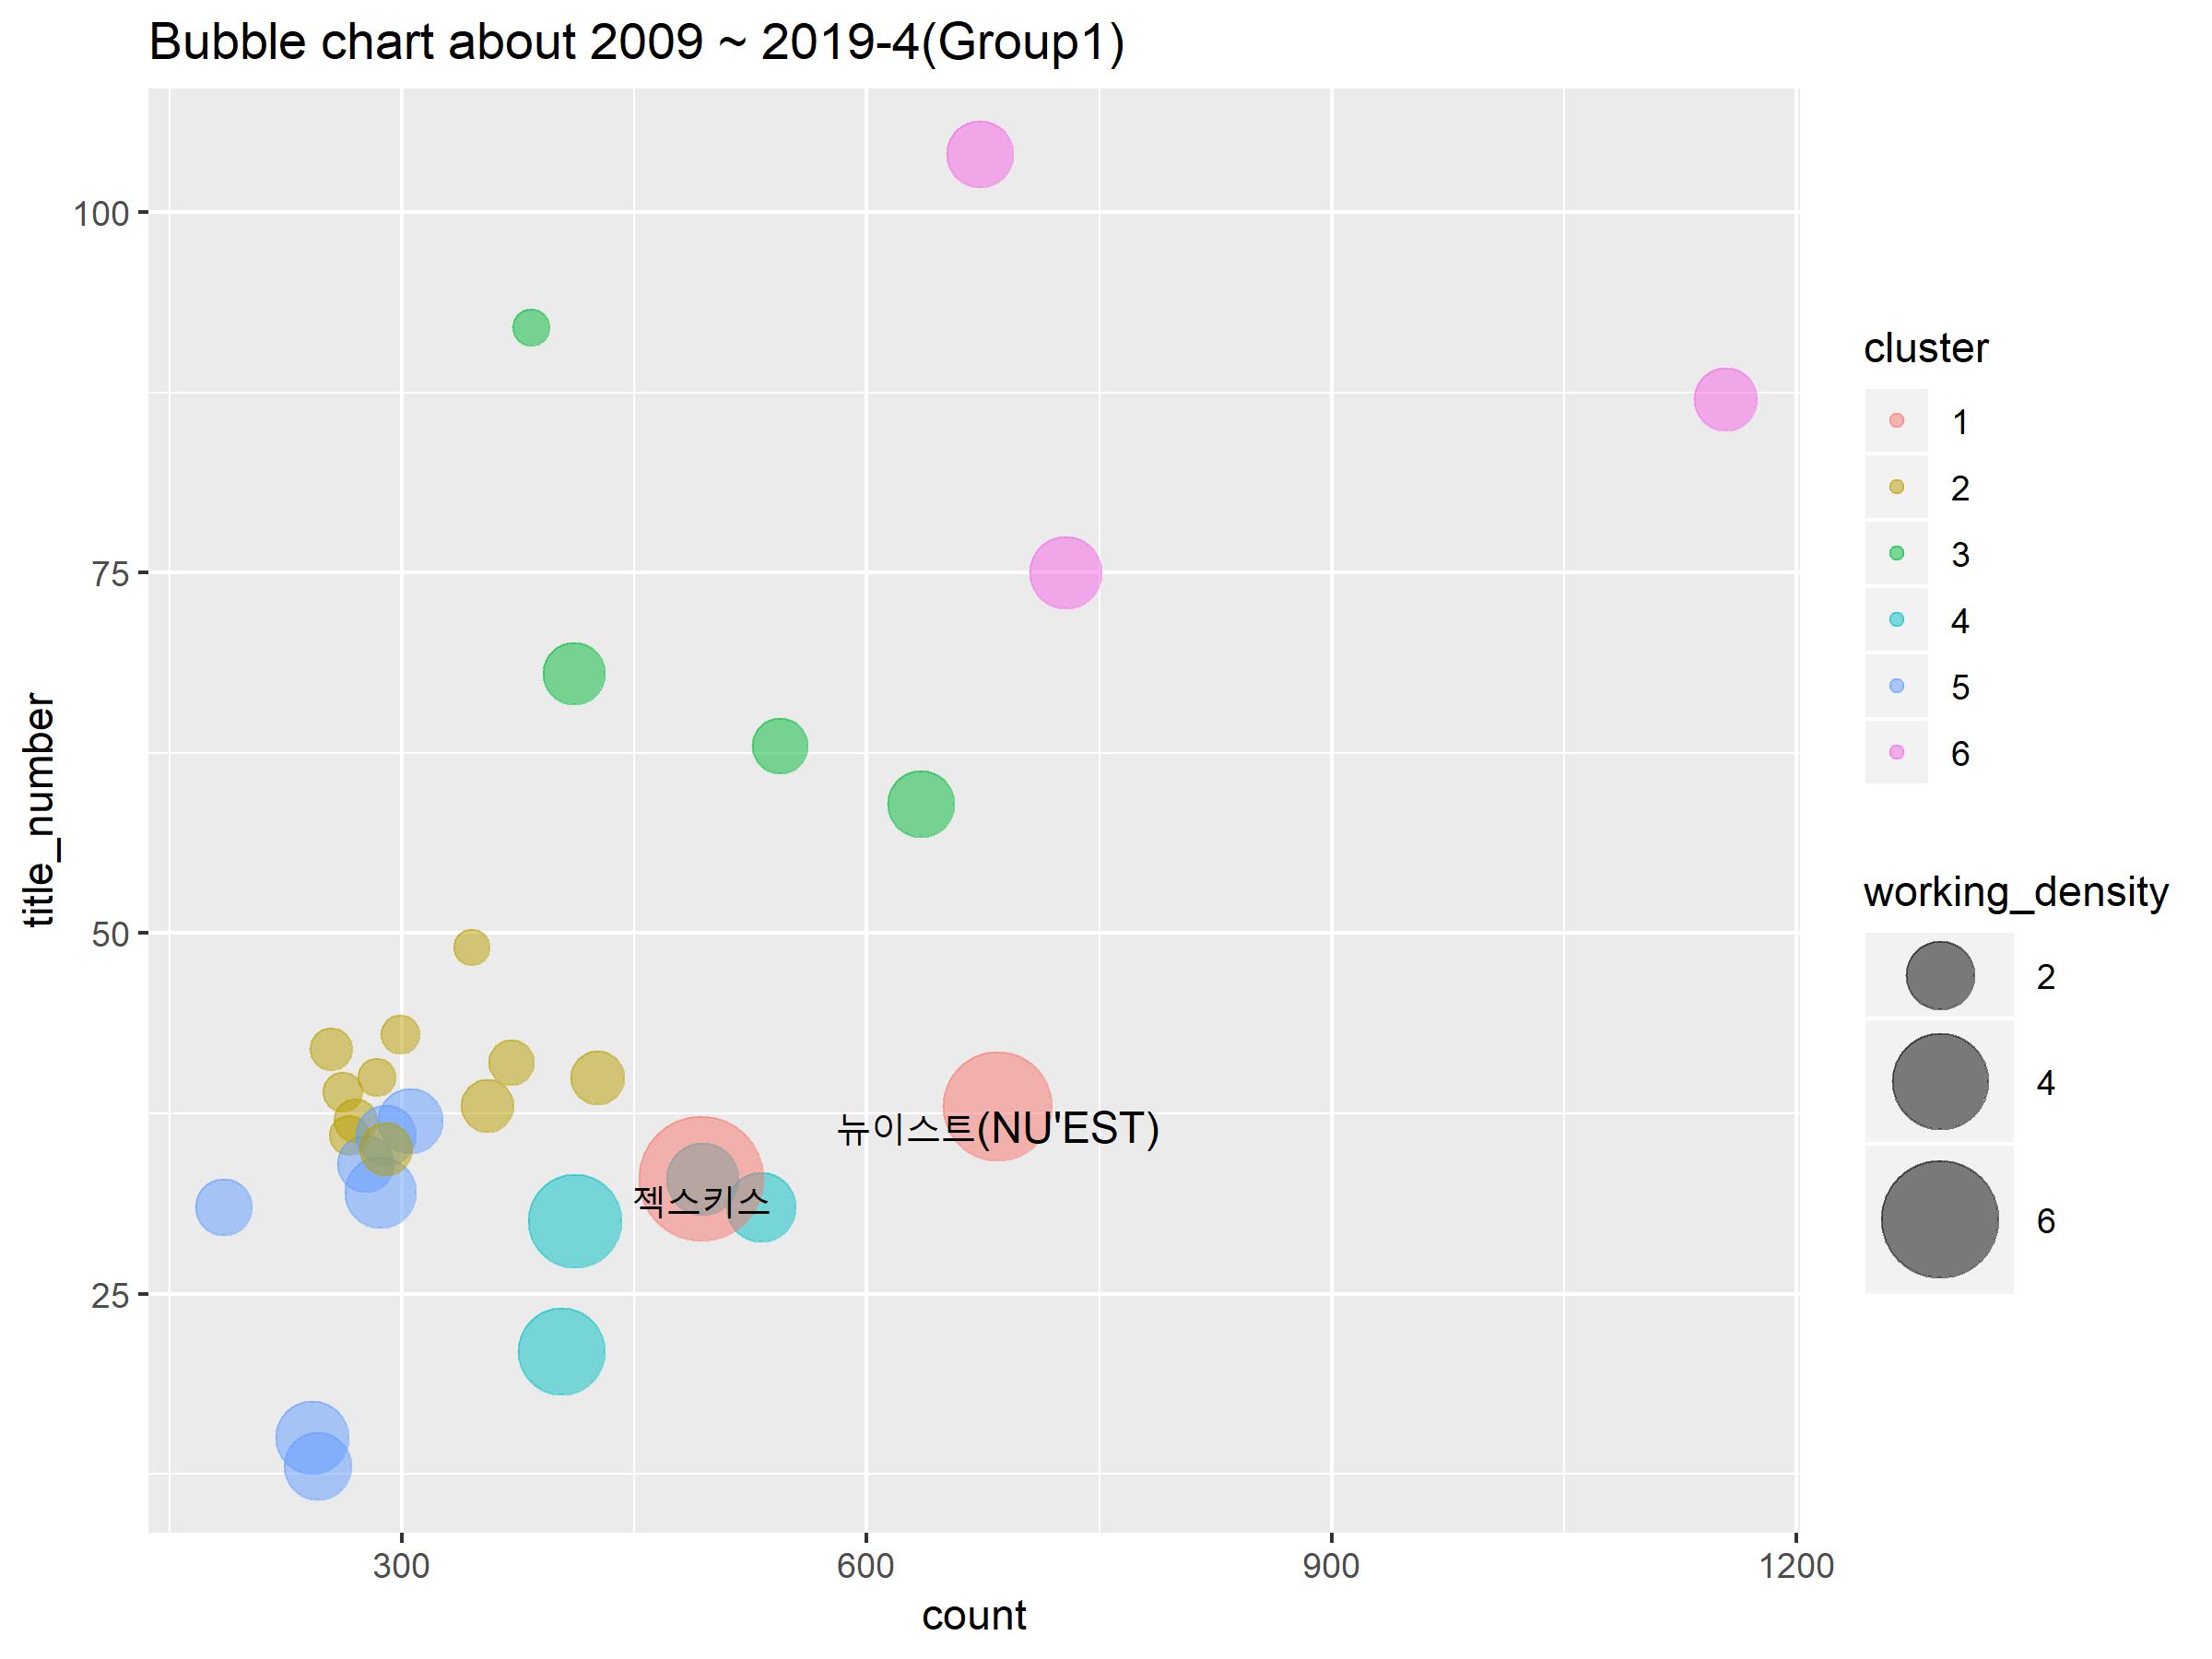 Bubble chart about 2009 ~ 2019-4(Group1)
title_number
100
75
50
25
뉴이스트(NU'EST)
젝스키스
300
600
900
1200
count
cluster
1
2
3
4
5
6
working_density
2
4
6